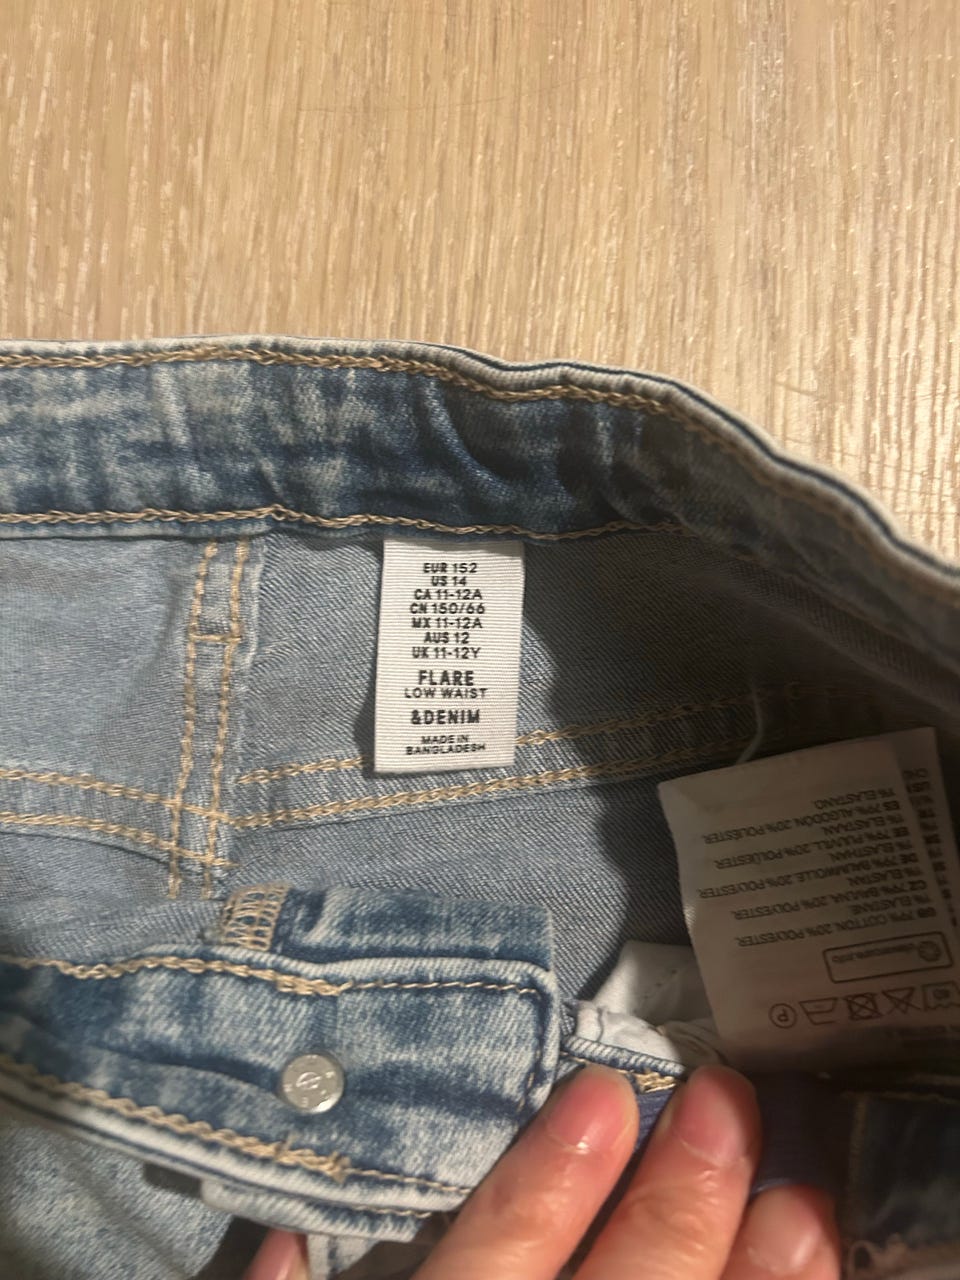 EUR 152
US 14
CA 11-12A
CN 150/66
MX 11-12A
AUS 12
UK 11-12Y
FLARE
LOW WAIST
&DENIM
MADE IN
BANGLADESH
GB 79% COTTON, 20% POLYESTER,
1% ELASTANE
CZ 79% BAVLNA, 20% POLYESTER,
1% ELASTAN
DE 79% BAUMWOLLE, 20% POLYESTER,
1% ELASTHAN
EE 79% PUUVILL, 20% POLÜESTER,
1% ELASTAAN
ES 79% ALGODÓN, 20% POLIÉSTER,
1% ELASTANO
P